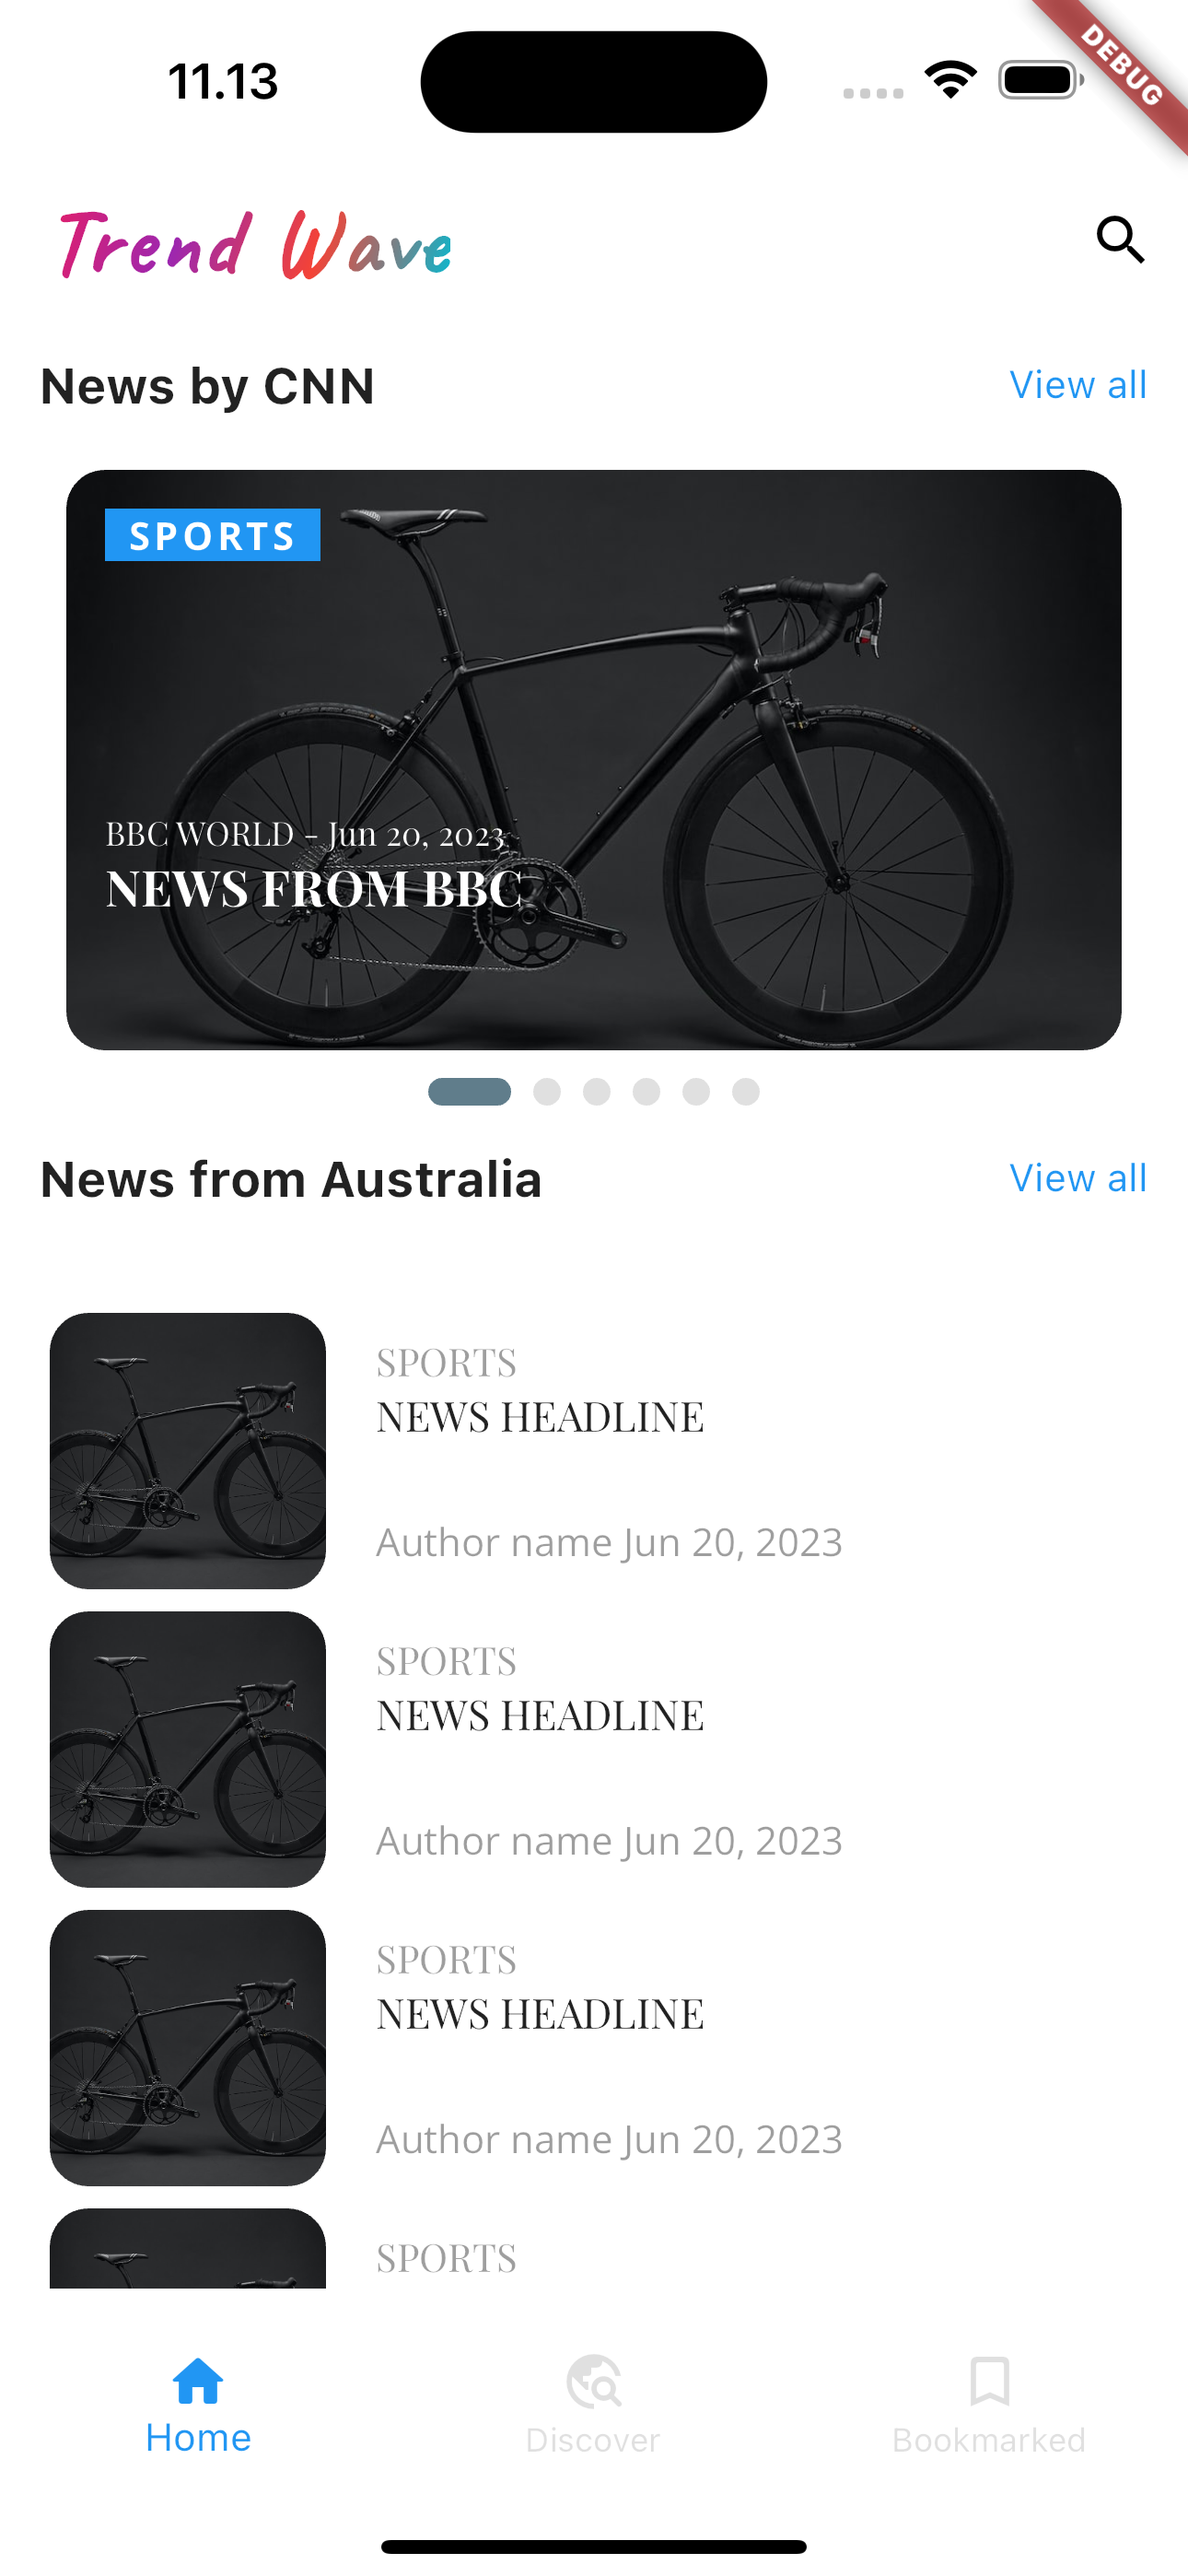 11.13
DEBUG
Trend Wave
News by CNN
View all
SPORTS
BBC WORLD - Jun 20, 2023
NEWS FROM BBC
News from Australia
View all
SPORTS
NEWS HEADLINE
Author name Jun 20, 2023
SPORTS
NEWS HEADLINE
Author name Jun 20, 2023
SPORTS
NEWS HEADLINE
Author name Jun 20, 2023
SPORTS
Home
Discover
Bookmarked